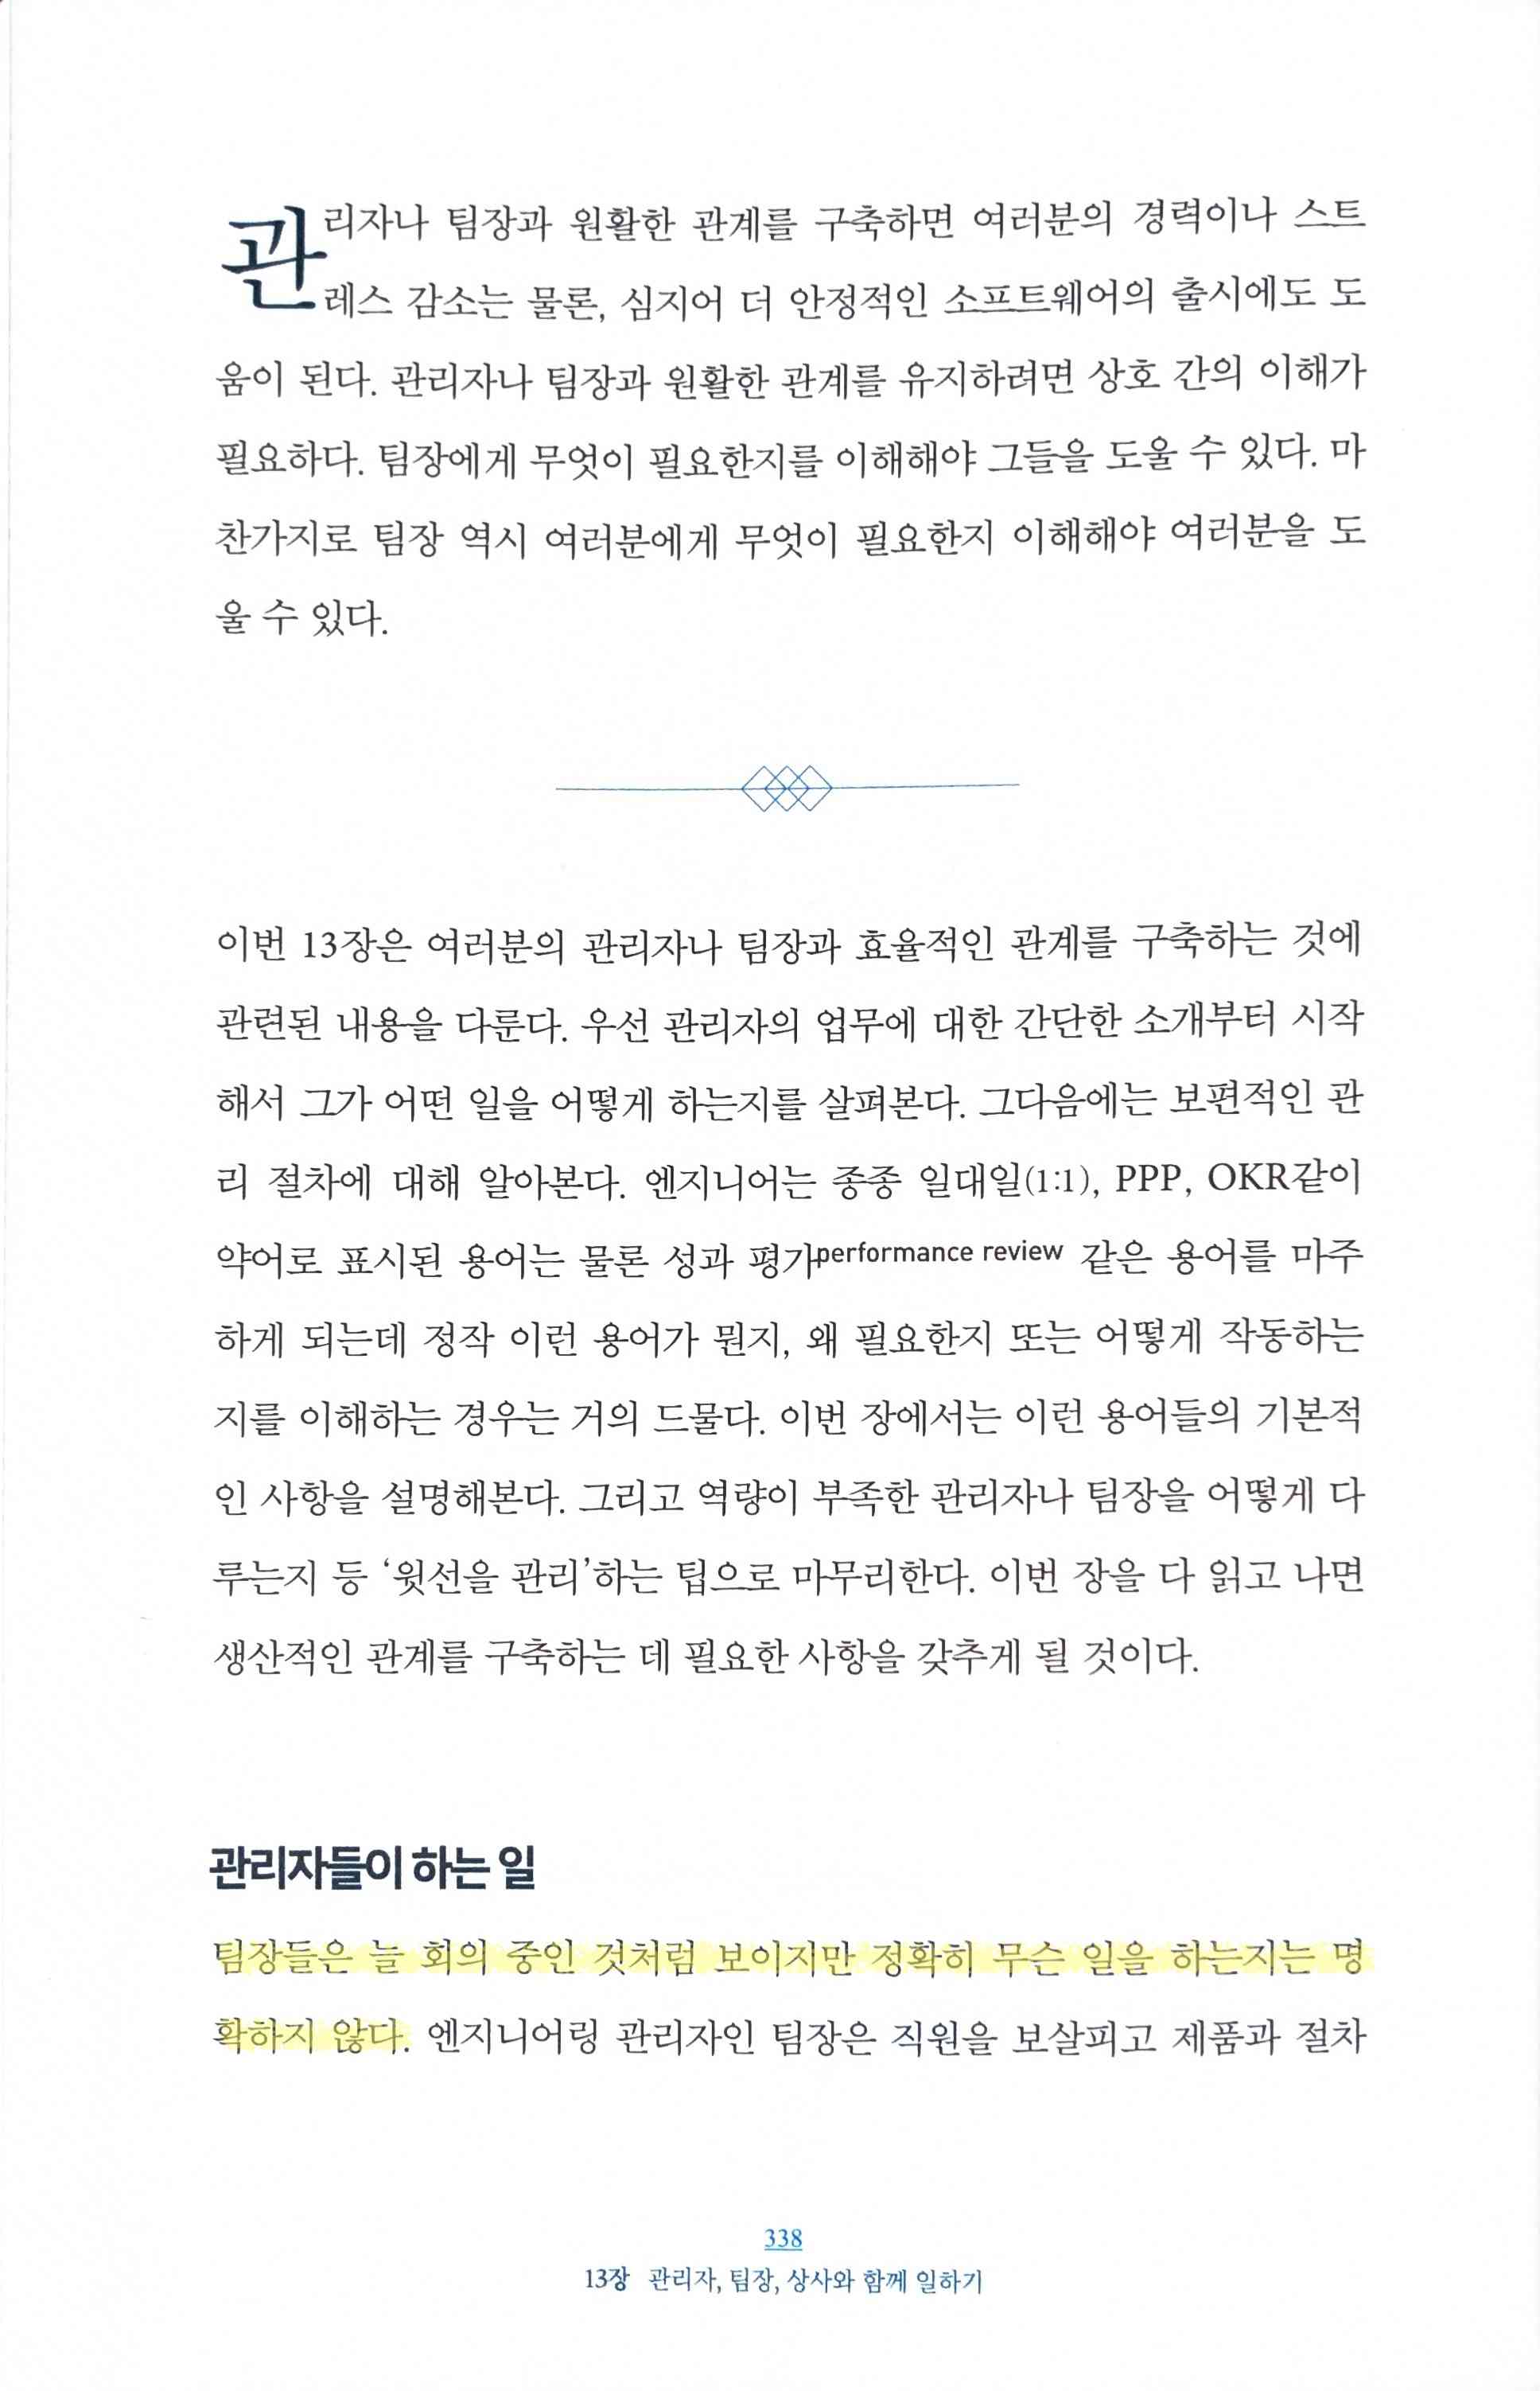 관리자나 팀장과 원활한 관계를 구축하면 여러분의 경력이나 스트
레스 감소는 물론, 심지어 더 안정적인 소프트웨어의 출시에도 도
움이 된다. 관리자나 팀장과 원활한 관계를 유지하려면 상호 간의 이해가
필요하다. 팀장에게 무엇이 필요한지를 이해해야 그들을 도울 수 있다. 마
찬가지로 팀장 역시 여러분에게 무엇이 필요한지 이해해야 여러분을 도
울 수 있다.
이번 13장은 여러분의 관리자나 팀장과 효율적인 관계를 구축하는 것에
관련된 내용을 다룬다. 우선 관리자의 업무에 대한 간단한 소개부터 시작
해서 그가 어떤 일을 어떻게 하는지를 살펴본다. 그다음에는 보편적인 관
리 절차에 대해 알아본다. 엔지니어는 종종 일대일(1:1), PPP, OKR같이
약어로 표시된 용어는 물론 성과 평가performance review 같은 용어를 마주
하게 되는데 정작 이런 용어가 뭔지, 왜 필요한지 또는 어떻게 작동하는
지를 이해하는 경우는 거의 드물다. 이번 장에서는 이런 용어들의 기본적
인 사항을 설명해본다. 그리고 역량이 부족한 관리자나 팀장을 어떻게 다
루는지 등 ‘윗선을 관리’하는 팁으로 마무리한다. 이번 장을 다 읽고 나면
생산적인 관계를 구축하는 데 필요한 사항을 갖추게 될 것이다.
관리자들이 하는 일
팀장들은 늘 회의 중인 것처럼 보이지만 정확히 무슨 일을 하는지는 명
확하지 않다. 엔지니어링 관리자인 팀장은 직원을 보살피고 제품과 절차
338
13장 관리자, 팀장, 상사와 함께 일하기